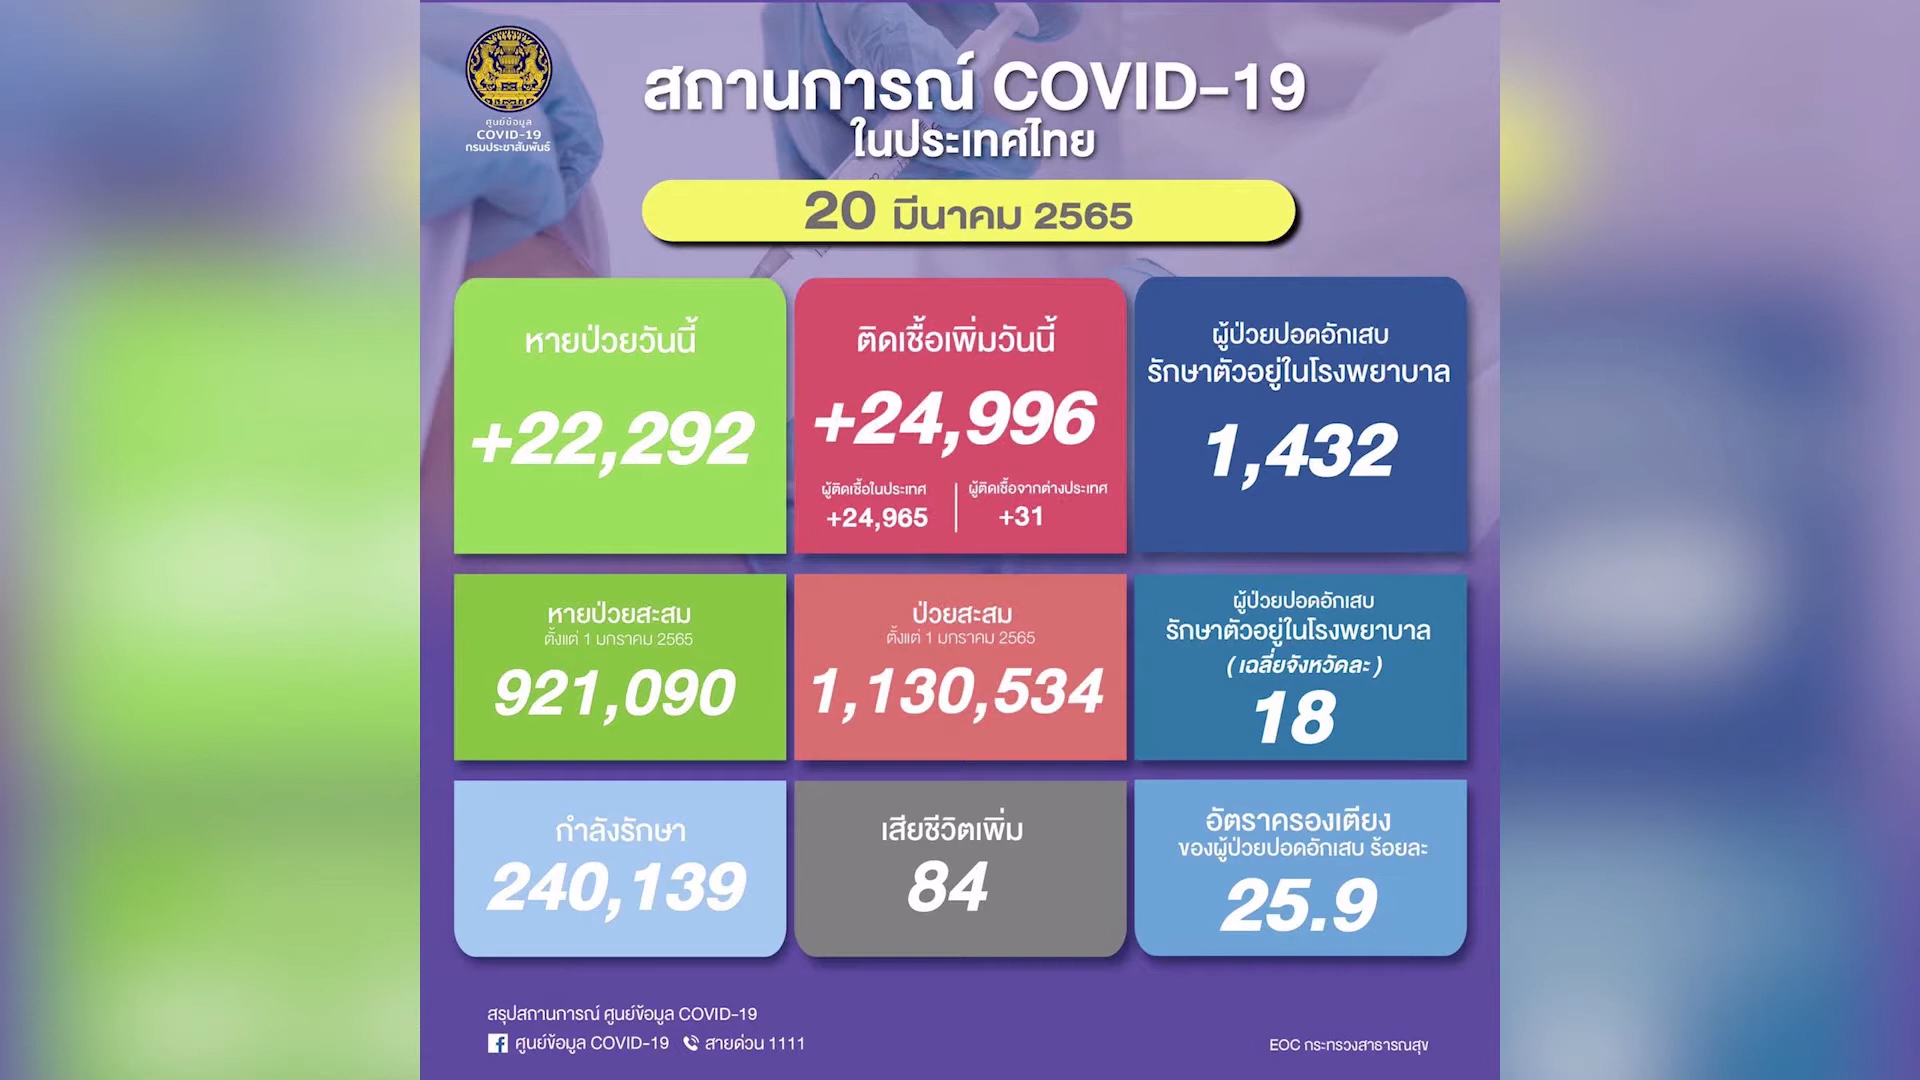 ศูนย์ข้อมูล
COVID-19
กรมประชาสัมพันธ์
สถานการณ์ COVID-19
ในประเทศไทย
20 มีนาคม 2565
หายป่วยวันนี้
+22,292
ติดเชื้อเพิ่มวันนี้
+24,996
ผู้ติดเชื้อในประเทศ
+24,965
ผู้ติดเชื้อจากต่างประเทศ
+31
ผู้ป่วยปอดอักเสบ
รักษาตัวอยู่ในโรงพยาบาล
1,432
หายป่วยสะสม
ตั้งแต่ 1 มกราคม 2565
921,090
ป่วยสะสม
ตั้งแต่ 1 มกราคม 2565
1,130,534
ผู้ป่วยปอดอักเสบ
รักษาตัวอยู่ในโรงพยาบาล
(เฉลี่ยจังหวัดละ)
18
กำลังรักษา
240,139
เสียชีวิตเพิ่ม
84
อัตราครองเตียง
ของผู้ป่วยปอดอักเสบ ร้อยละ
25.9
สรุปสถานการณ์ ศูนย์ข้อมูล COVID-19
ศูนย์ข้อมูล COVID-19 สายด่วน 1111
EOC กระทรวงสาธารณสุข